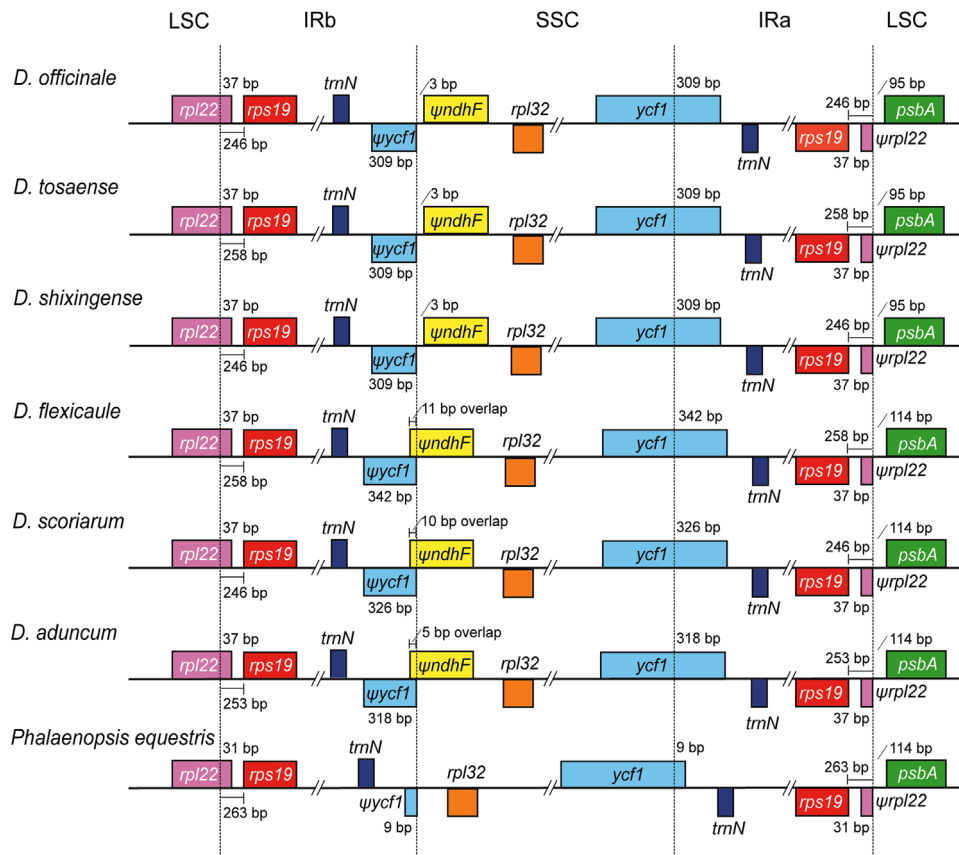 LSC IRb SSC IRa LSC
D. officinale
37 bp trnN 3 bp rpl32 309 bp 246 bp 95 bp
rpl22 rps19 ψndhF ycf1 psbA
246 bp ψycf1 309 bp trnN rps19 37 bp ψrpl22
D. tosaense
37 bp trnN 3 bp rpl32 309 bp 258 bp 95 bp
rpl22 rps19 ψndhF ycf1 psbA
258 bp ψycf1 309 bp trnN rps19 37 bp ψrpl22
D. shixingense
37 bp trnN 3 bp rpl32 309 bp 246 bp 95 bp
rpl22 rps19 ψndhF ycf1 psbA
246 bp ψycf1 309 bp trnN rps19 37 bp ψrpl22
D. flexicaule
37 bp trnN 11 bp overlap rpl32 342 bp 258 bp 114 bp
rpl22 rps19 ψndhF ycf1 psbA
258 bp ψycf1 342 bp trnN rps19 37 bp ψrpl22
D. scoriarum
37 bp trnN 10 bp overlap rpl32 326 bp 246 bp 114 bp
rpl22 rps19 ψndhF ycf1 psbA
246 bp ψycf1 326 bp trnN rps19 37 bp ψrpl22
D. aduncum
37 bp trnN 5 bp overlap rpl32 318 bp 253 bp 114 bp
rpl22 rps19 ψndhF ycf1 psbA
253 bp ψycf1 318 bp trnN rps19 37 bp ψrpl22
Phalaenopsis equestris
31 bp trnN rpl32 9 bp 263 bp 114 bp
rpl22 rps19 ycf1 psbA
263 bp ψycf1 9 bp trnN rps19 31 bp ψrpl22